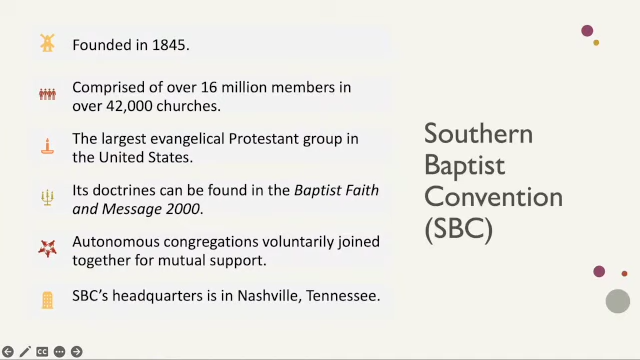 Founded in 1845.
Comprised of over 16 million members in
over 42,000 churches.
The largest evangelical Protestant group in
the United States.
Its doctrines can be found in the Baptist Faith
and Message 2000.
Autonomous congregations voluntarily joined
together for mutual support.
SBC's headquarters is in Nashville, Tennessee.
Southern
Baptist
Convention
(SBC)
CC